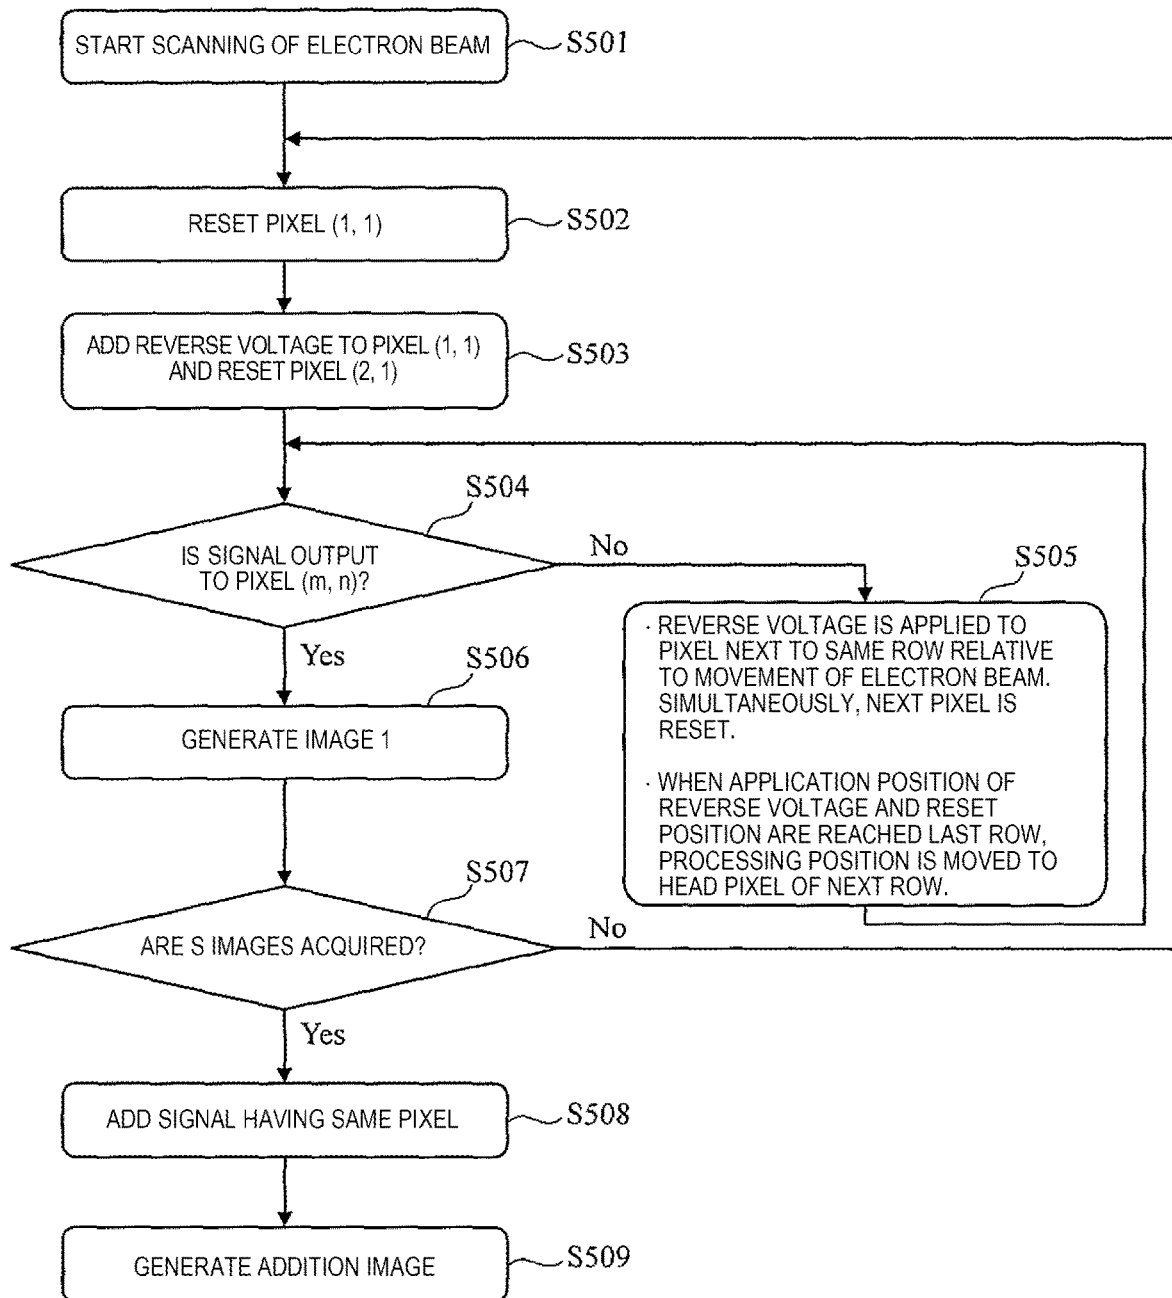 START SCANNING OF ELECTRON BEAM
S501
RESET PIXEL (1, 1)
S502
ADD REVERSE VOLTAGE TO PIXEL (1, 1)
AND RESET PIXEL (2, 1)
S503
S504
IS SIGNAL OUTPUT
TO PIXEL (m, n)?
No
Yes
S505
· REVERSE VOLTAGE IS APPLIED TO
PIXEL NEXT TO SAME ROW RELATIVE
TO MOVEMENT OF ELECTRON BEAM.
SIMULTANEOUSLY, NEXT PIXEL IS
RESET.
· WHEN APPLICATION POSITION OF
REVERSE VOLTAGE AND RESET
POSITION ARE REACHED LAST ROW,
PROCESSING POSITION IS MOVED TO
HEAD PIXEL OF NEXT ROW.
S506
GENERATE IMAGE 1
S507
ARE S IMAGES ACQUIRED?
No
Yes
ADD SIGNAL HAVING SAME PIXEL
S508
GENERATE ADDITION IMAGE
S509